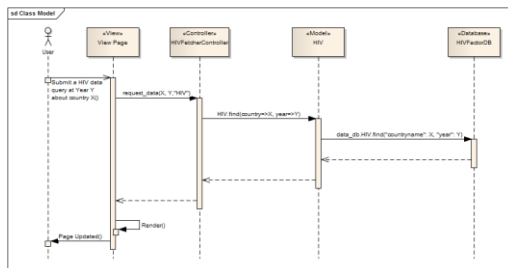 sd Class Model
«View»
View Page
«Controller»
HIVFetcherController
«Model»
HIV
«Database»
HIVFactorDB
User
Submit a HIV data
query at Year Y
about country X()
request_data(X, Y,"HIV")
HIV.find(country=>X, year=>Y)
data_db.HIV.find("countryname": X, "year": Y)
Render()
Page Updated()